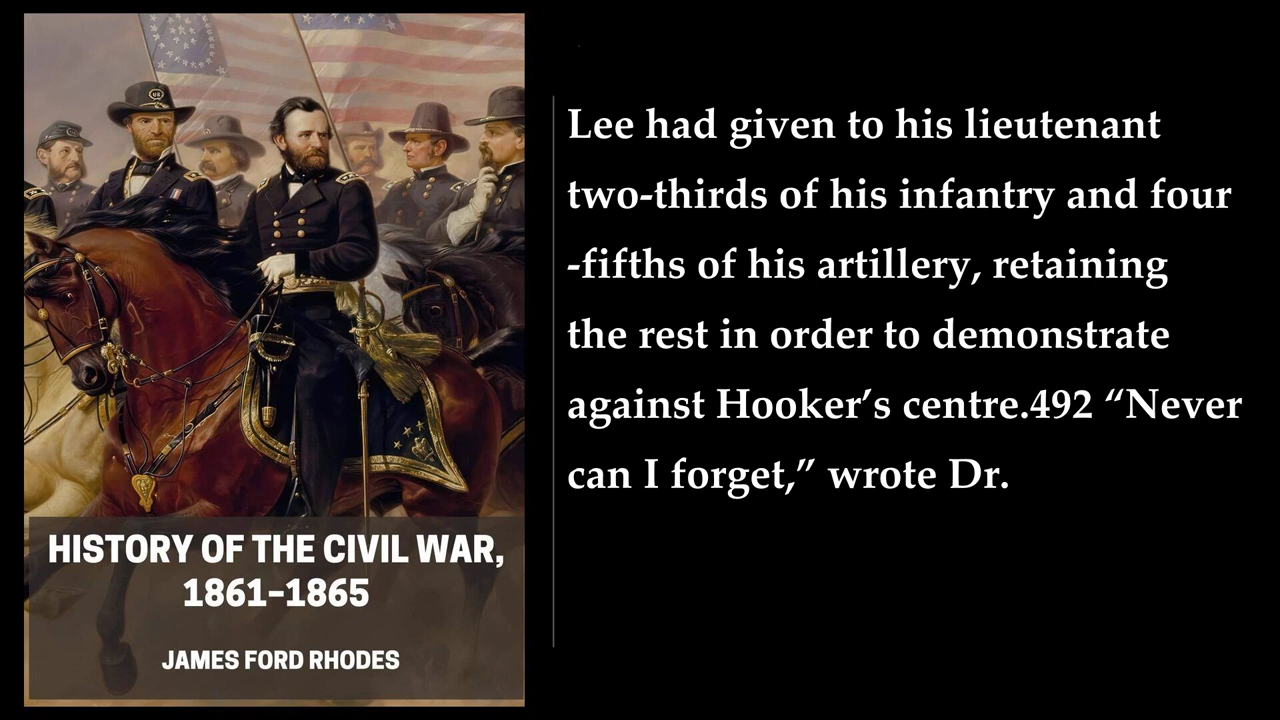 HISTORY OF THE CIVIL WAR,
1861–1865
JAMES FORD RHODES
Lee had given to his lieutenant
two-thirds of his infantry and four
-fifths of his artillery, retaining
the rest in order to demonstrate
against Hooker’s centre.492 “Never
can I forget,” wrote Dr.